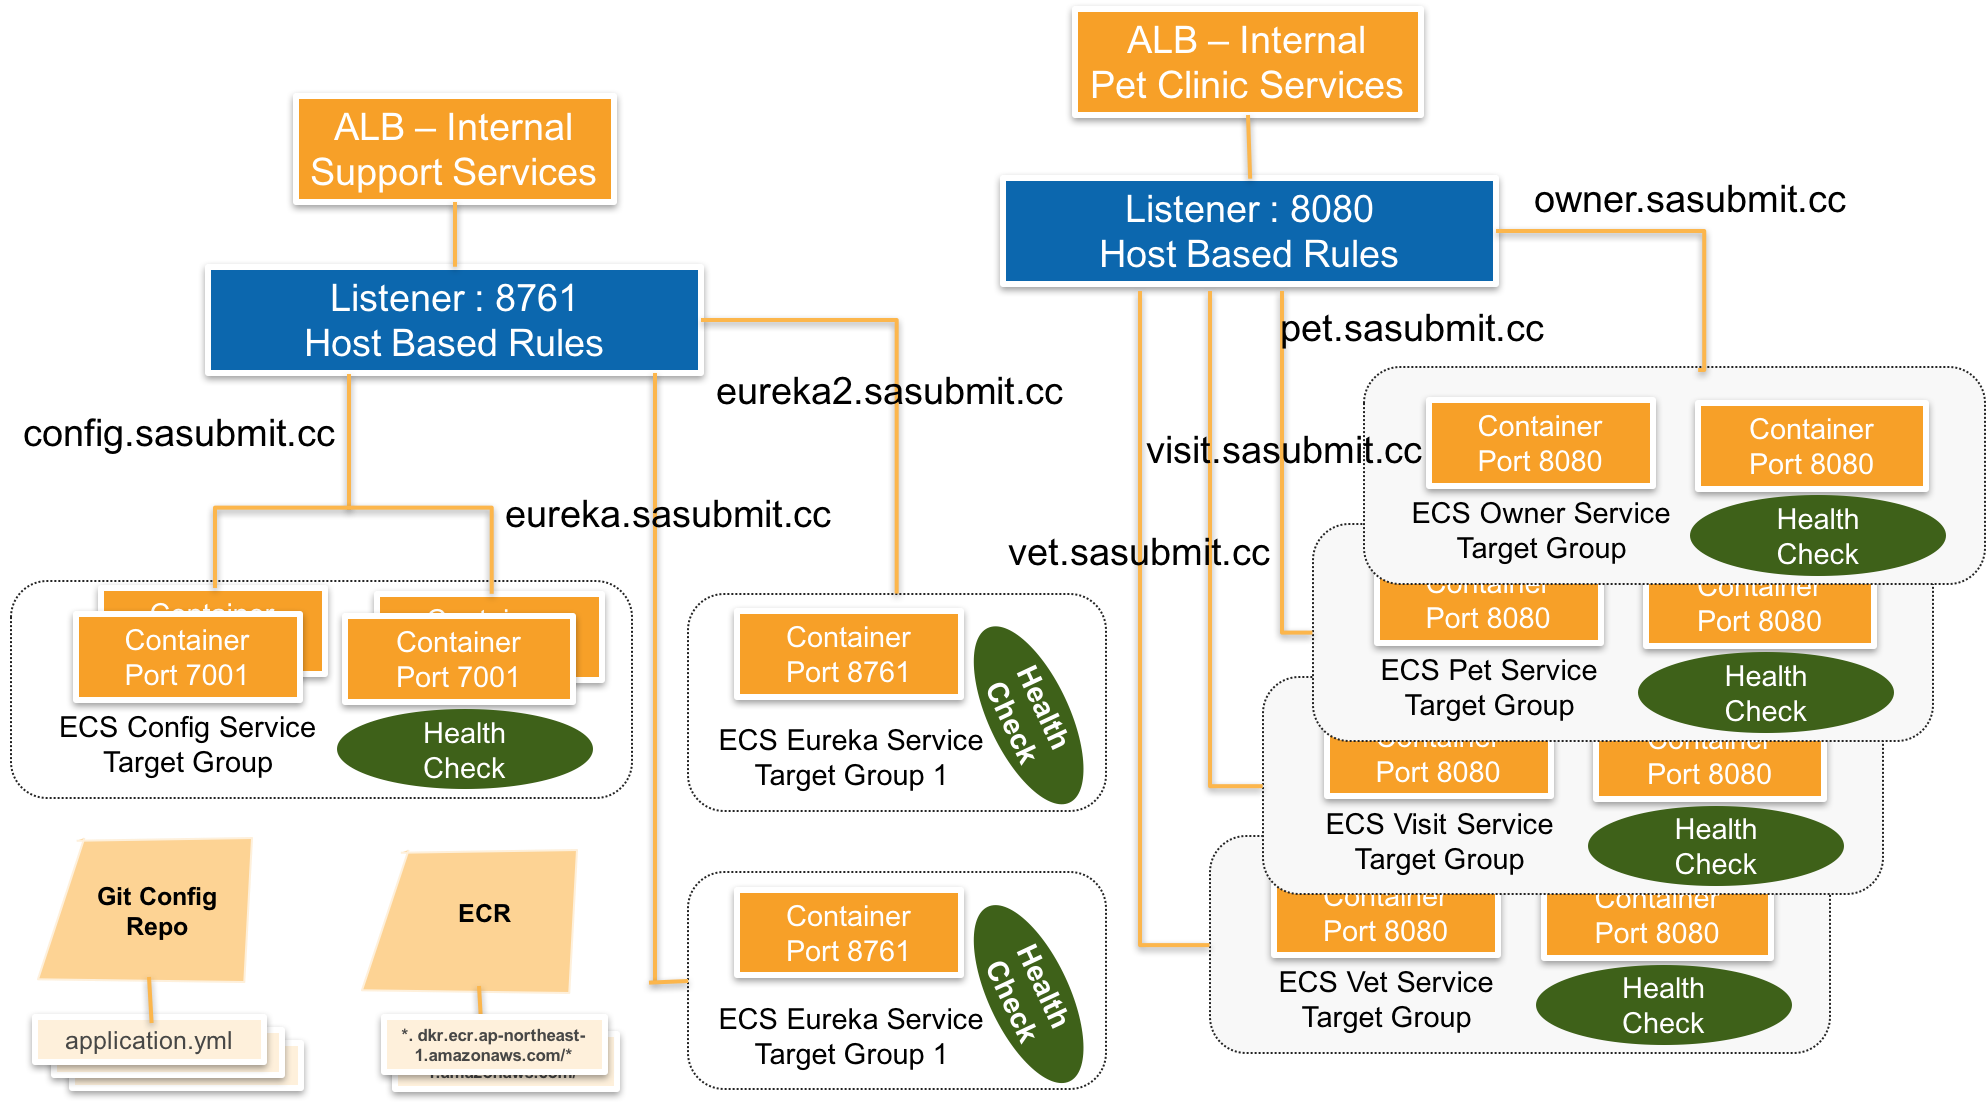 ALB – Internal
Support Services
Listener : 8761
Host Based Rules
config.sasubmit.cc
eureka2.sasubmit.cc
eureka.sasubmit.cc
Container
Container
Port 7001
Container
Port 7001
ECS Config Service
Target Group
Health
Check
Container
Port 8761
ECS Eureka Service
Target Group 1
Health
Check
Container
Port 8761
ECS Eureka Service
Target Group 1
Health
Check
Git Config
Repo
application.yml
ECR
*. dkr.ecr.ap-northeast-
1.amazonaws.com/*
1.amazonaws.com/
ALB – Internal
Pet Clinic Services
Listener : 8080
Host Based Rules
owner.sasubmit.cc
pet.sasubmit.cc
visit.sasubmit.cc
vet.sasubmit.cc
Container
Port 8080
Container
Port 8080
ECS Owner Service
Target Group
Health
Check
Container
Port 8080
Container
Port 8080
ECS Pet Service
Target Group
Health
Check
Container
Port 8080
Container
Port 8080
ECS Visit Service
Target Group
Health
Check
Container
Port 8080
Container
Port 8080
ECS Vet Service
Target Group
Health
Check